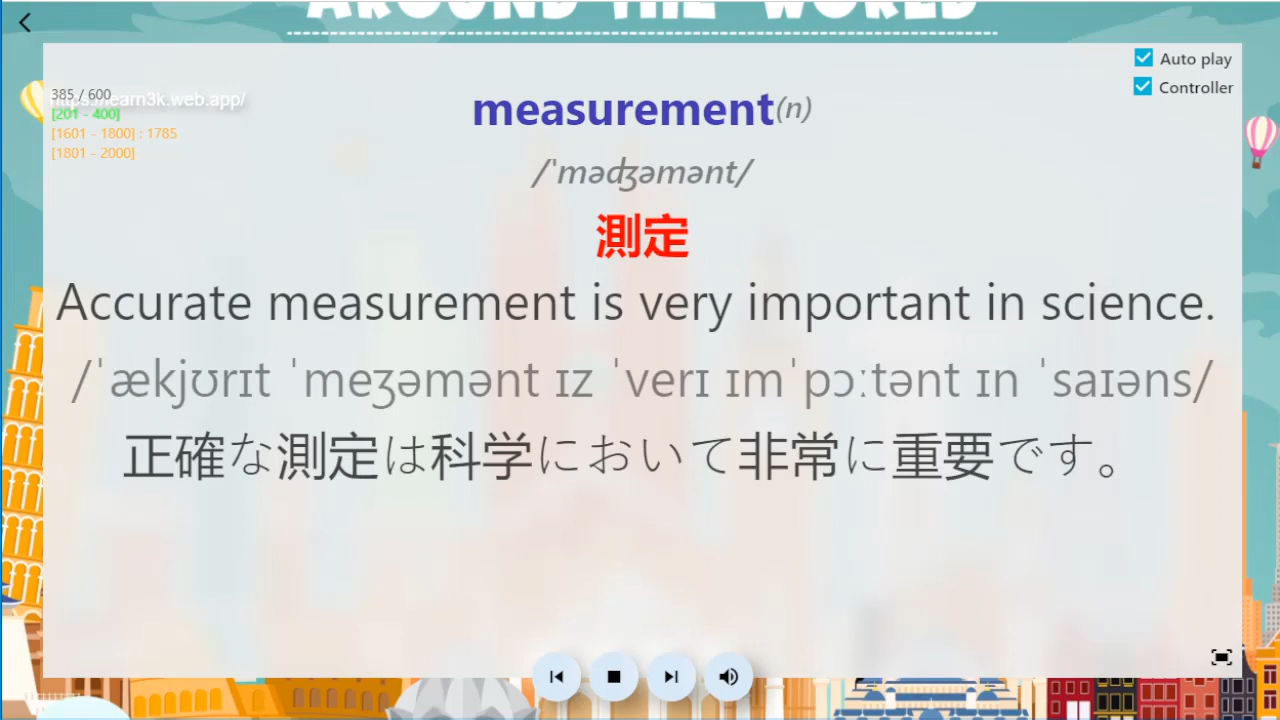 AROUND THE WORLD
Auto play
Controller
385 / 600
https://learn3k.web.app/
[201 - 400]
[1601 - 1800] : 1785
[1801 - 2000]
measurement(n)
/ˈməʤəmənt/
測定
Accurate measurement is very important in science.
/ˈækjʊrɪt ˈmeʒəmənt ɪz ˈverɪ ɪmˈpɔːtənt ɪn ˈsaɪəns/
正確な測定は科学において非常に重要です。